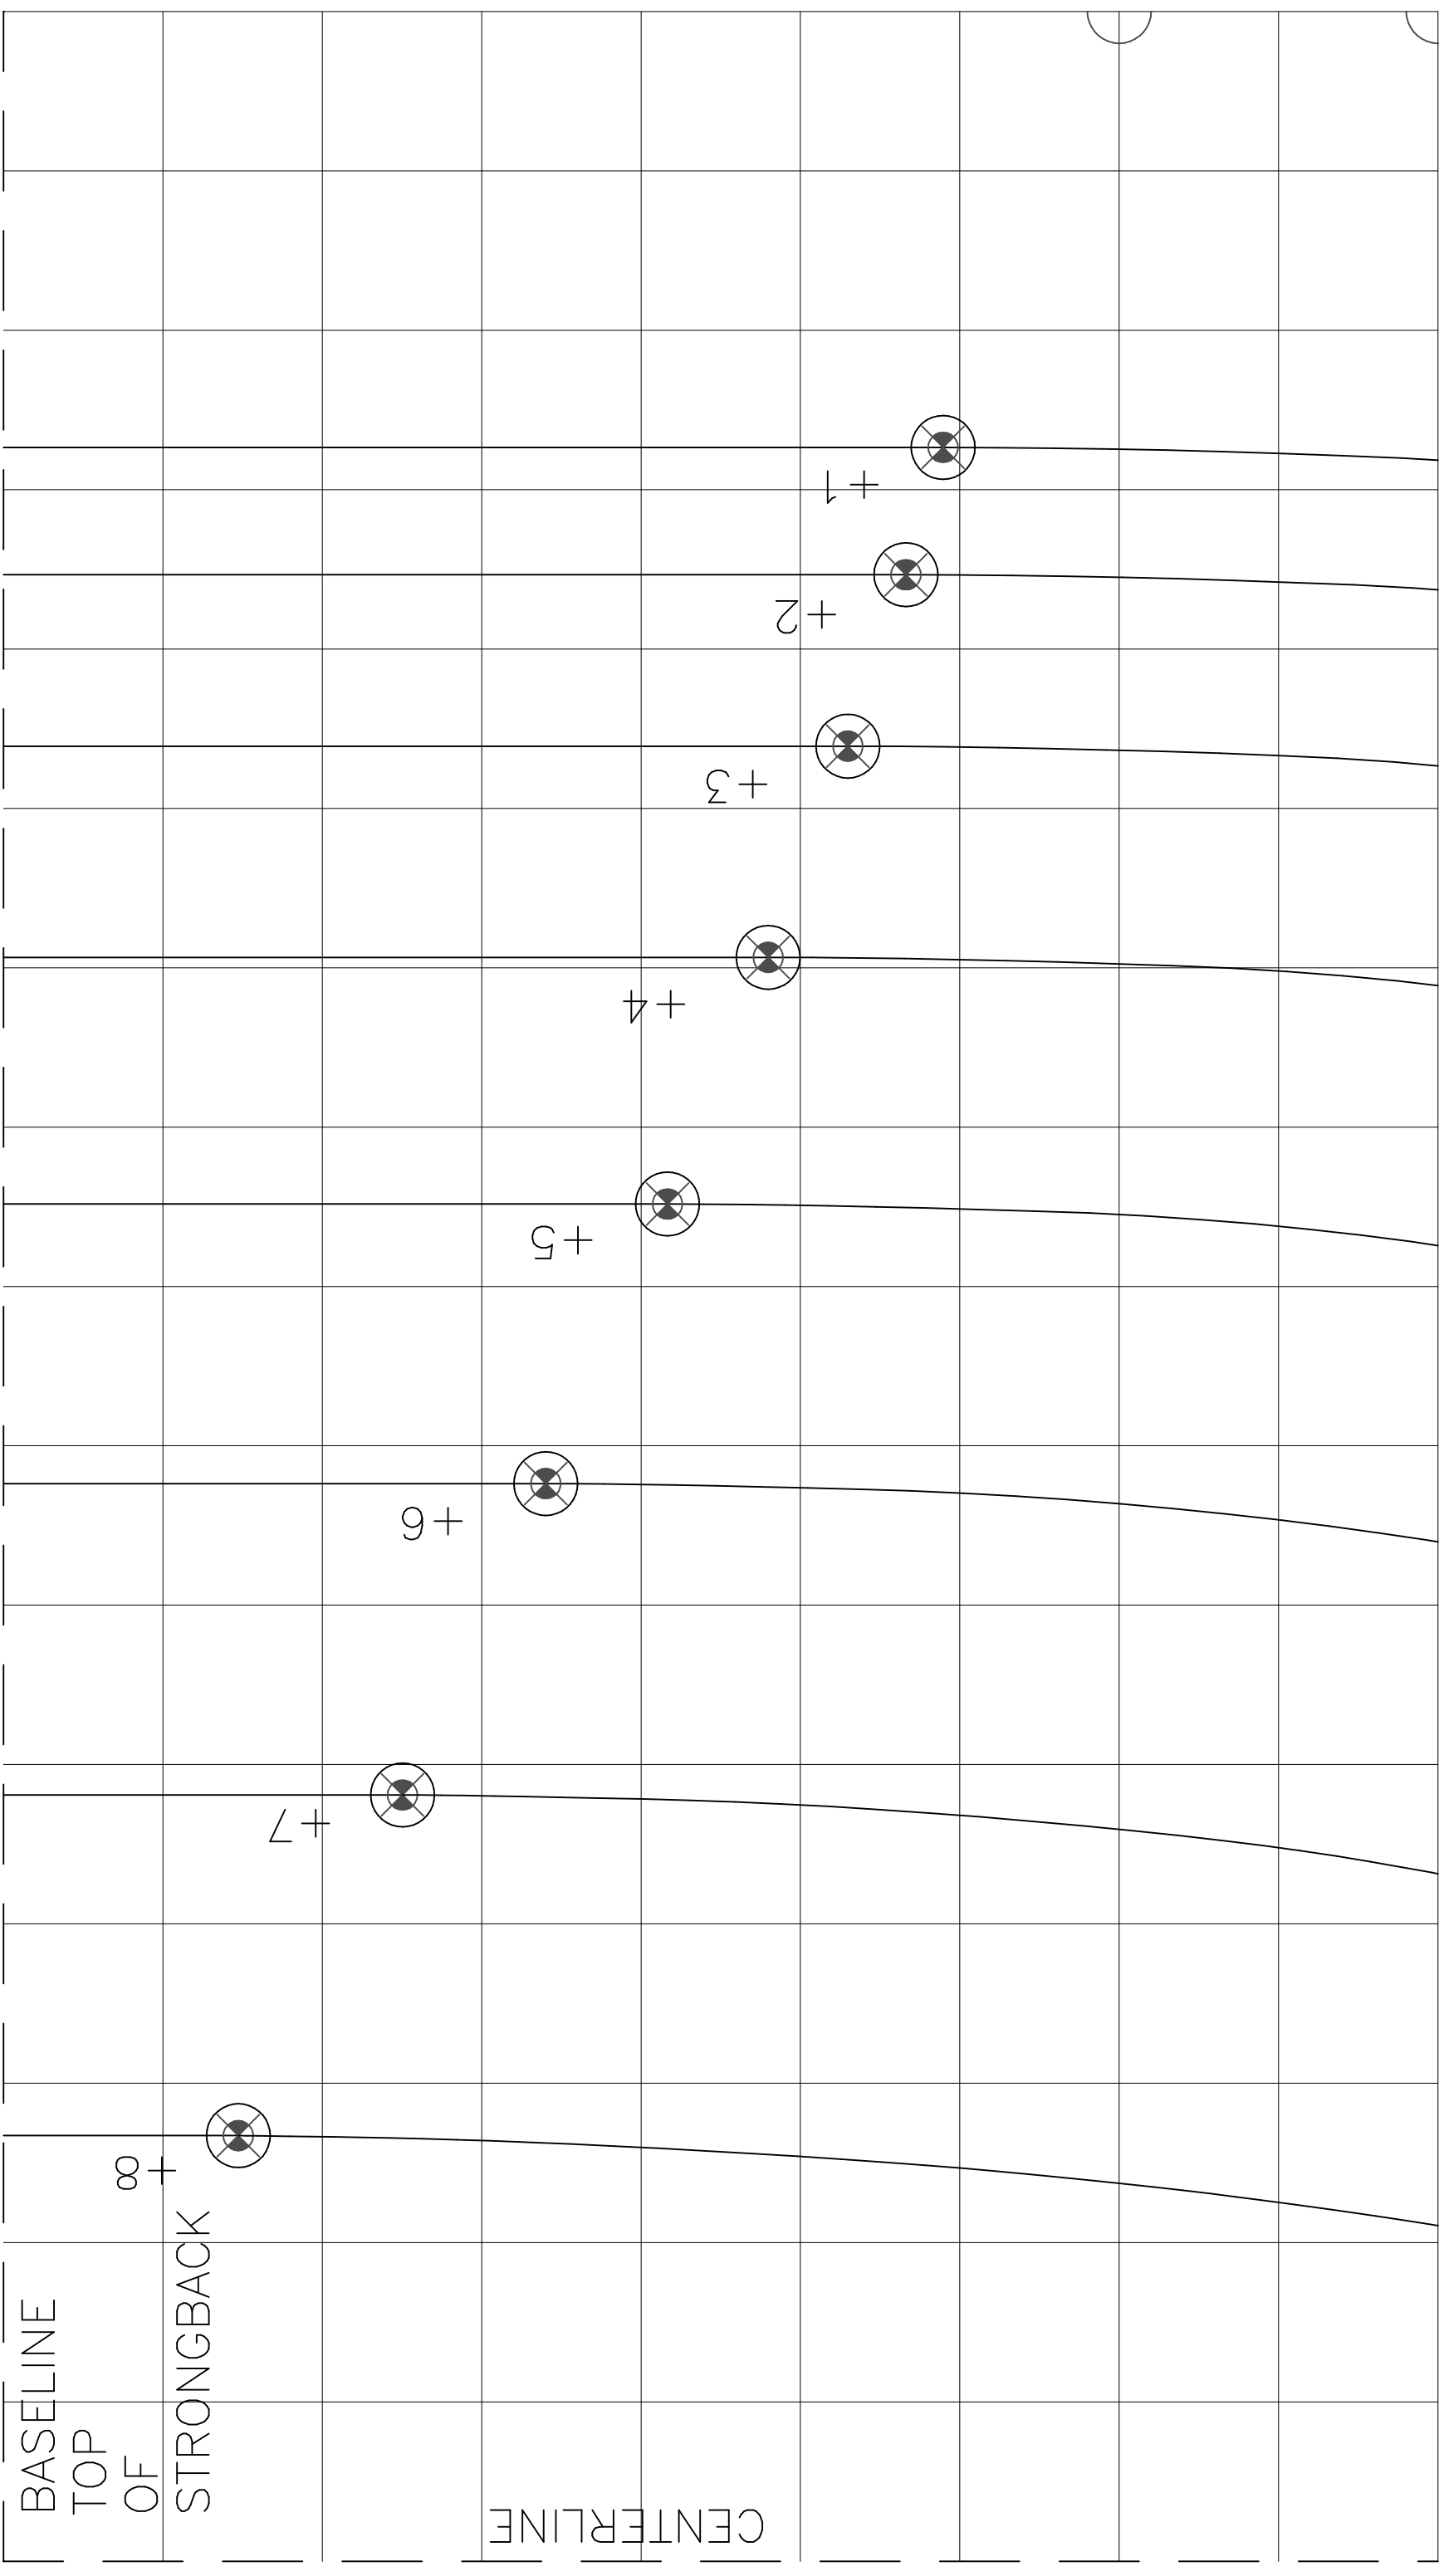 +1
+2
+3
+4
+5
+6
+7
+8
BASELINE
TOP
OF
STRONGBACK
CENTERLINE